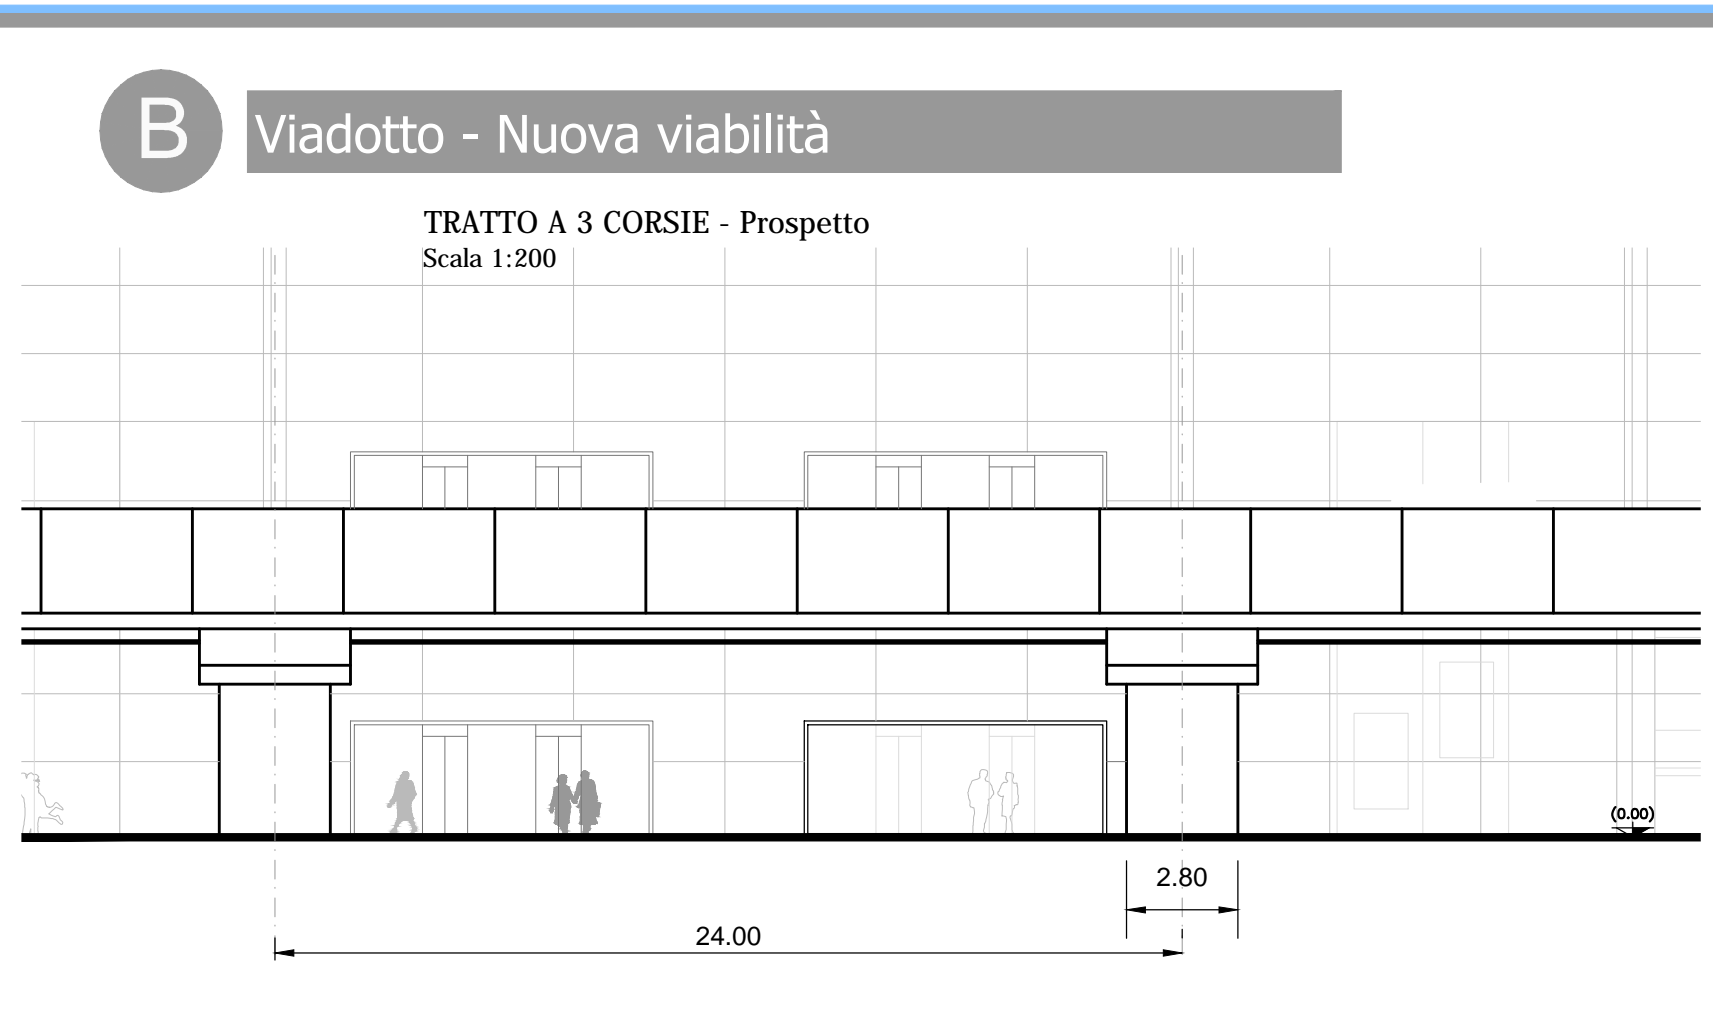 B
Viadotto - Nuova viabilità
TRATTO A 3 CORSIE - Prospetto
Scala 1:200
(0.00)
2.80
24.00